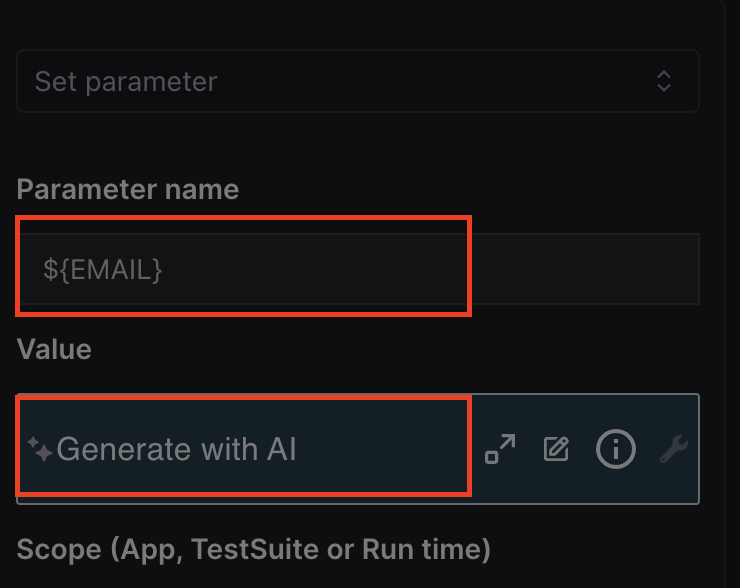 Set parameter
Parameter name
${EMAIL}
Value
Generate with AI
Scope (App, TestSuite or Run time)